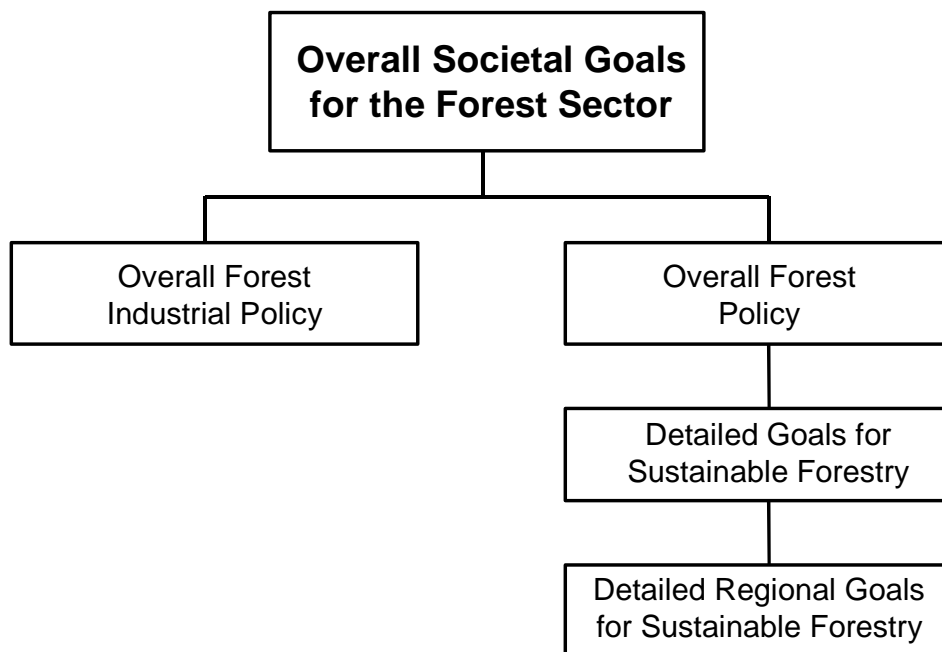 Overall Societal Goals
for the Forest Sector
Overall Forest
Industrial Policy
Overall Forest
Policy
Detailed Goals for
Sustainable Forestry
Detailed Regional Goals
for Sustainable Forestry